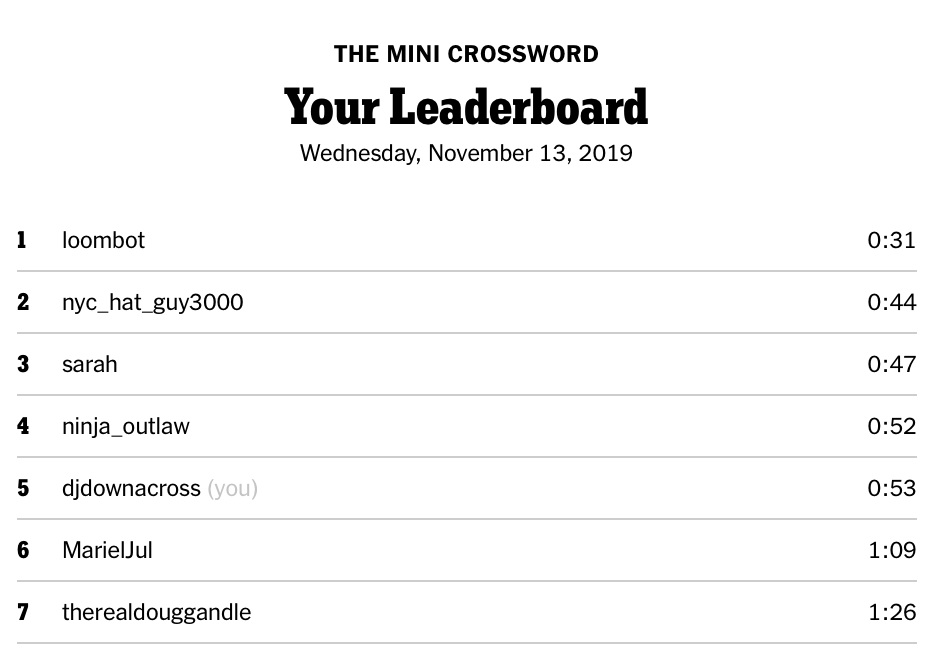 THE MINI CROSSWORD
Your Leaderboard
Wednesday, November 13, 2019
1 loombot 0:31
2 nyc_hat_guy3000 0:44
3 sarah 0:47
4 ninja_outlaw 0:52
5 djdownacross (you) 0:53
6 MarielJul 1:09
7 therealdouggandle 1:26